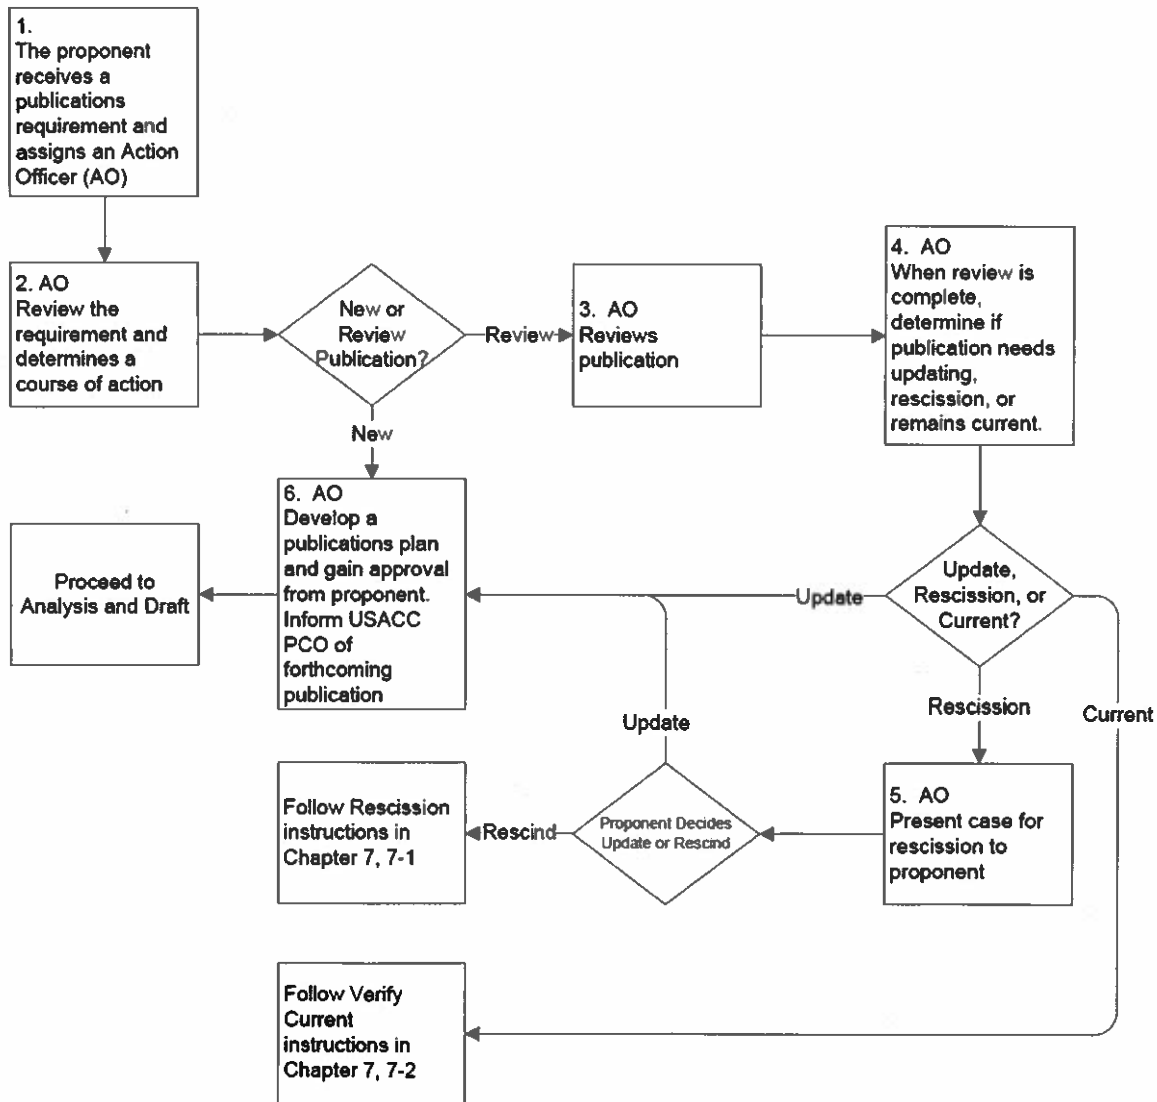 1.
The proponent
receives a
publications
requirement and
assigns an Action
Officer (AO)
2. AO
Review the
requirement and
determines a
course of action
New or
Review
Publication?
Review
3. AO
Reviews
publication
4. AO
When review is
complete,
determine if
publication needs
updating,
rescission, or
remains current.
New
6. AO
Develop a
publications plan
and gain approval
from proponent.
Inform USACC
PCO of
forthcoming
publication
Proceed to
Analysis and Draft
Update
Update,
Rescission, or
Current?
Rescission
Current
Update
5. AO
Present case for
rescission to
proponent
Proponent Decides
Update or Rescind
Rescind
Follow Rescission
instructions in
Chapter 7, 7-1
Follow Verify
Current
instructions in
Chapter 7, 7-2